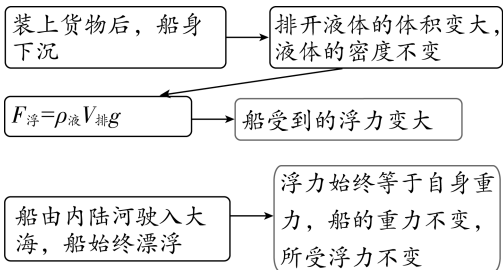 装上货物后，船身
下沉
排开液体的体积变大，
液体的密度不变
F浮=ρ液V排g
船受到的浮力变大
船由内陆河驶入大
海，船始终漂浮
浮力始终等于自身重
力，船的重力不变，
所受浮力不变